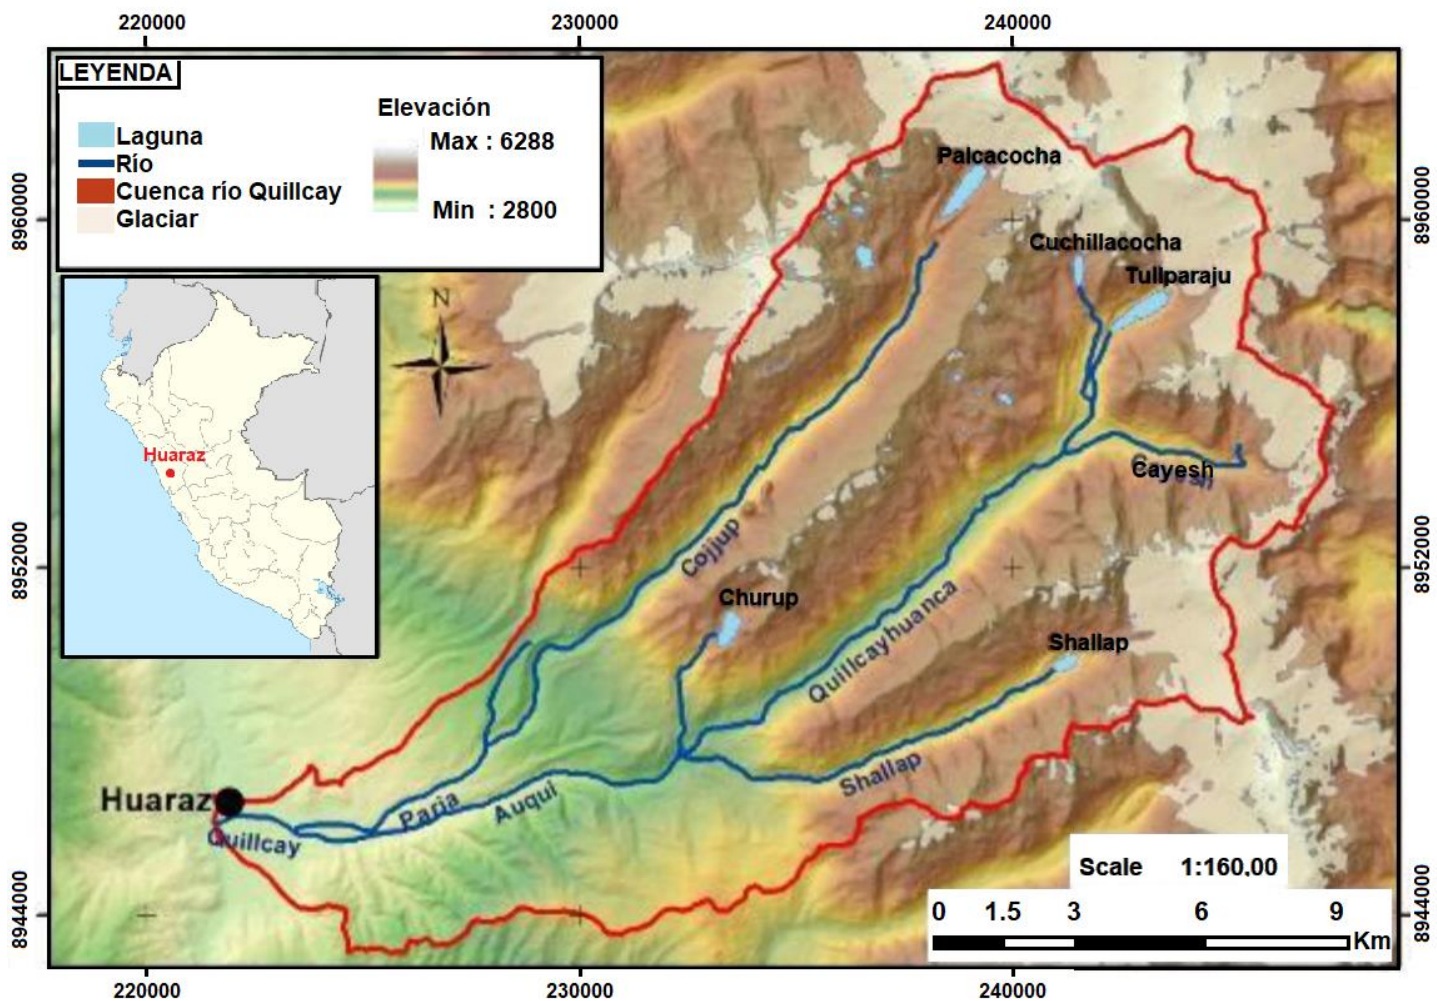 220000
230000
240000
LEYENDA
Laguna
Río
Cuenca río Quillcay
Glaciar
Elevación
Max : 6288
Min : 2800
8960000
8960000
Palcacocha
Cuchillacocha
Tullparaju
N
Huaraz
Cayesh
Cojjup
8952000
8952000
Churup
Quillcayhuanca
Shallap
Shallap
Huaraz
Paria
Auqui
Quillcay
Scale 1:160.00
0 1.5 3 6 9
Km
8944000
8944000
220000
230000
240000